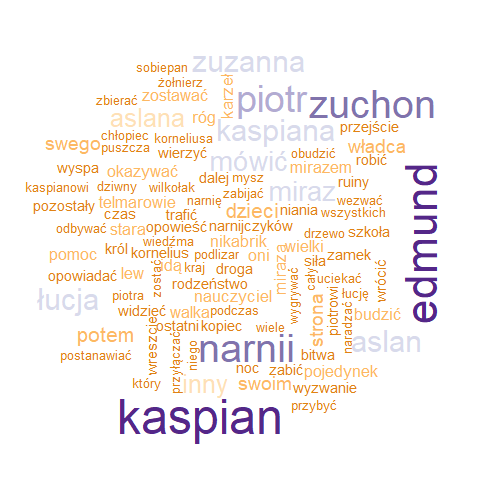 sobiepan
zuzanna
żołnierz
karzeł
zostawać
zbierać
piotr
zuchon
róg
aslana
chłopiec
korneliusa
kaspiana
przejście
swego
puszcza
wierzyć
obudzić
władca
wyspa
okazywać
mówić
mirazem
robić
kaspianowi
dziwny
wilkołak
dalej
mysz
ruiny
zabijać
miraz
edmund
pozostały
telmarowie
narnię
niania
wezwać
czas
trafić
dzieci
wszystkich
odbywać
stara
opowieść
narnijczyków
drzewo
szkoła
król
wiedźma
nikabrik
wielki
pomoc
kornelius
podlizar
oni
miraza
siła
zamek
opowiadać
lew
zostać
idą
kraj
droga
cały
uciekać
wrócić
rodzeństwo
wygrywać
łucja
piotra
nauczyciel
piotrowi
łucję
widzieć
walka
podczas
strona
budzić
potem
wreszcie
ostatni
kopiec
wiele
naradzać
aslan
postanawiać
przyłączać
niego
narnii
bitwa
który
inny
noc
zabić
pojedynek
swoim
wyzwanie
kaspian
przybyć